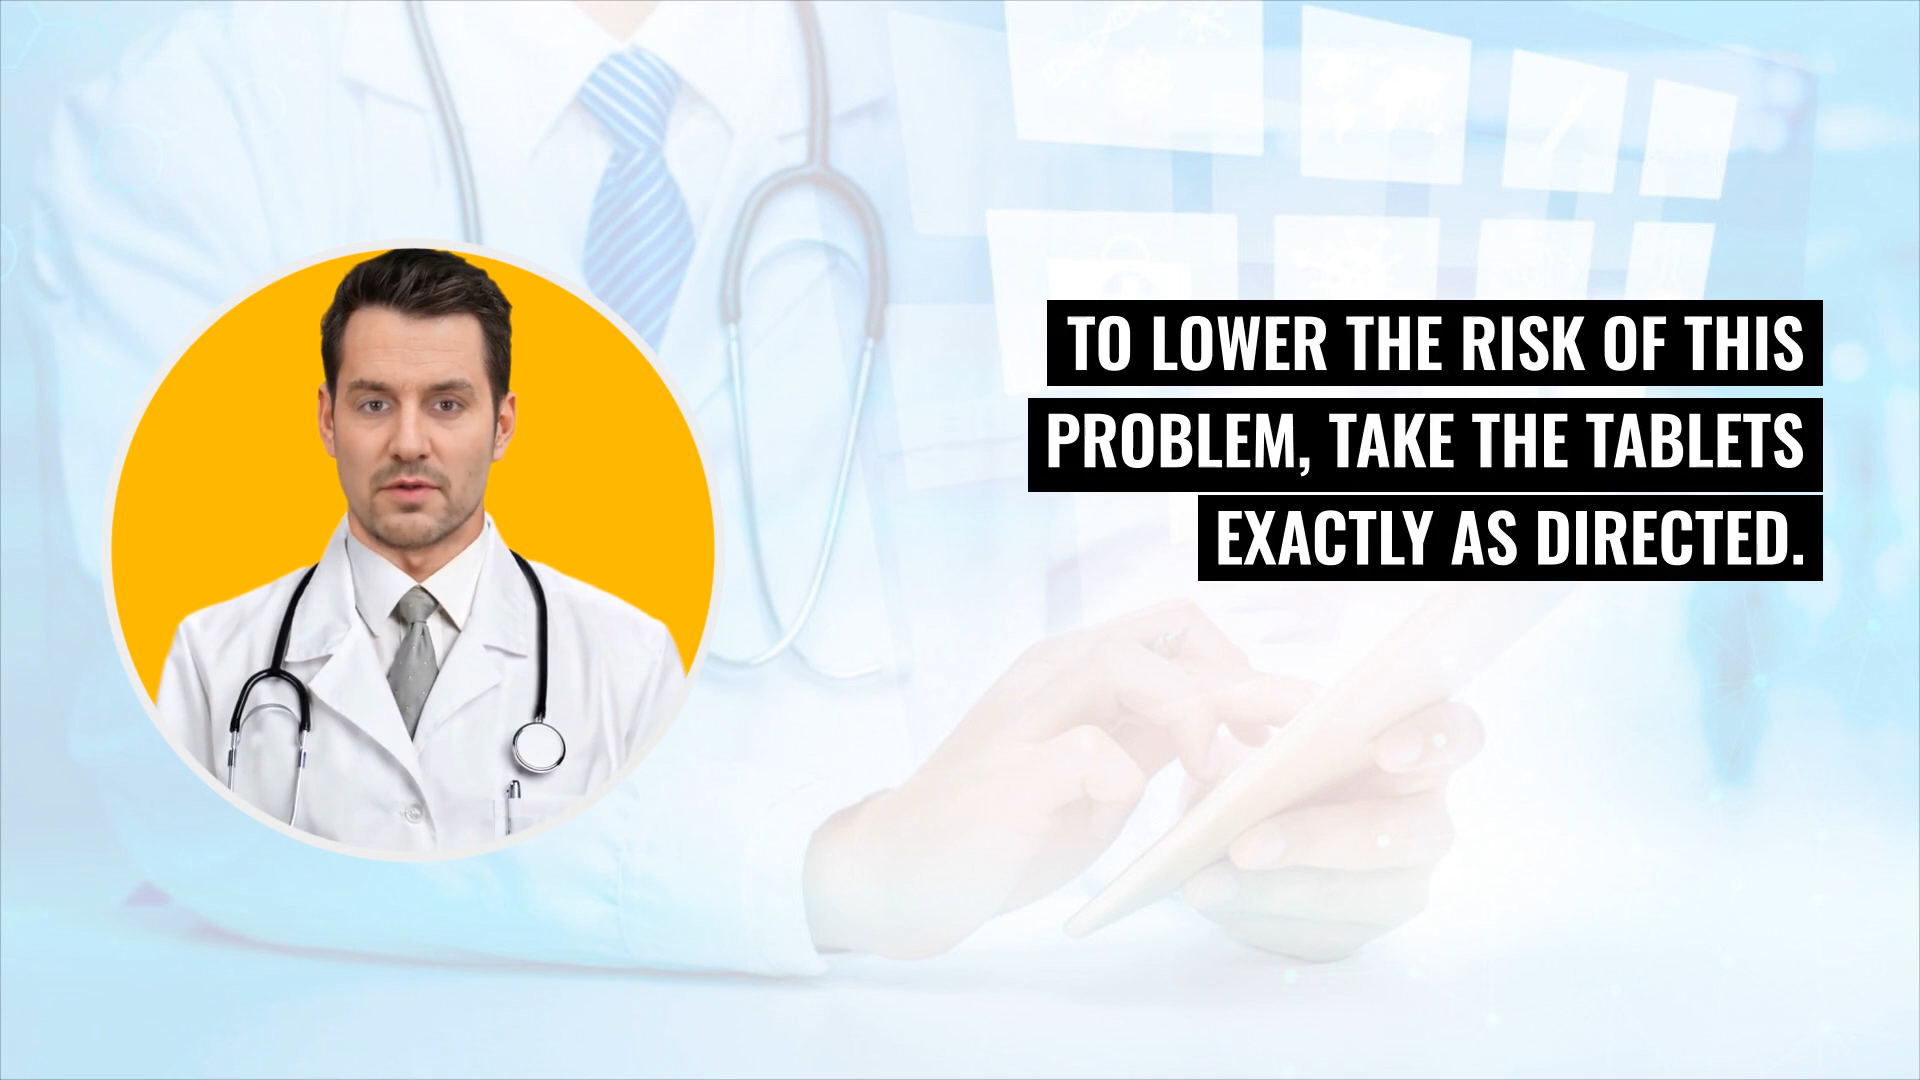 TO LOWER THE RISK OF THIS
PROBLEM, TAKE THE TABLETS
EXACTLY AS DIRECTED.